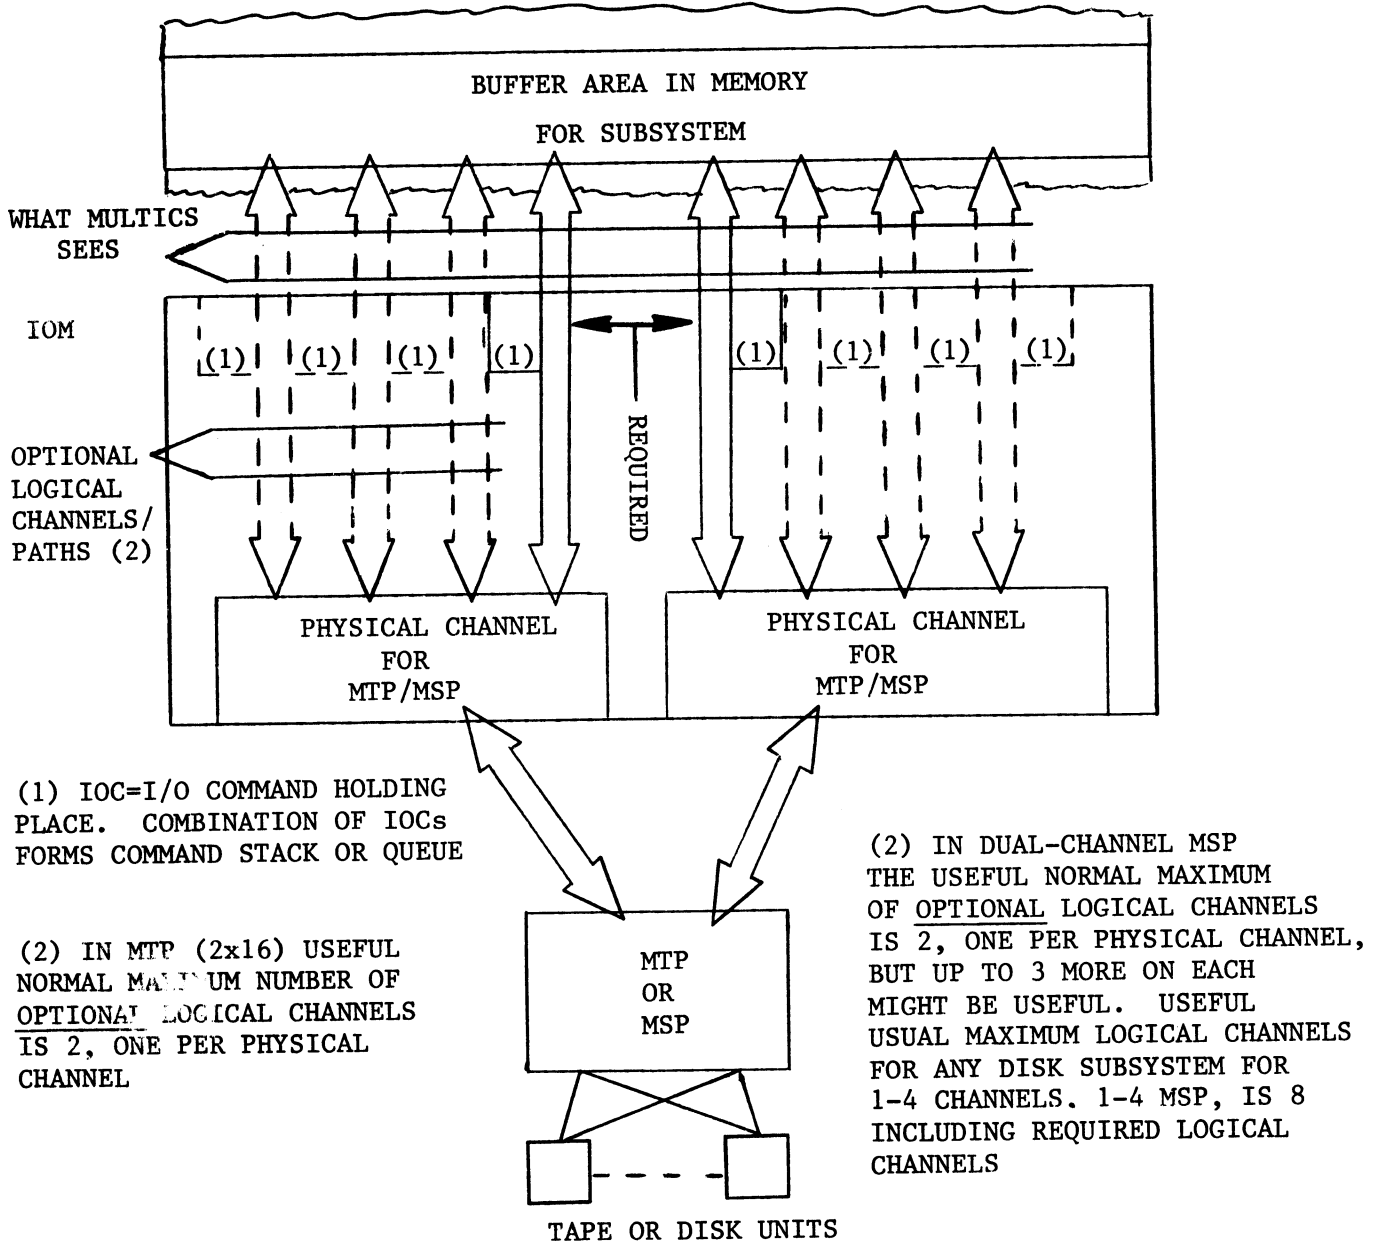 BUFFER AREA IN MEMORY
FOR SUBSYSTEM
WHAT MULTICS
SEES
IOM
(1) (1) (1) (1) (1) (1) (1) (1)
REQUIRED
OPTIONAL
LOGICAL
CHANNELS/
PATHS (2)
PHYSICAL CHANNEL
FOR
MTP/MSP
PHYSICAL CHANNEL
FOR
MTP/MSP
(1) IOC=I/O COMMAND HOLDING
PLACE. COMBINATION OF IOCs
FORMS COMMAND STACK OR QUEUE
(2) IN MTP (2x16) USEFUL
NORMAL MAXIMUM NUMBER OF
OPTIONAL LOGICAL CHANNELS
IS 2, ONE PER PHYSICAL
CHANNEL
(2) IN DUAL-CHANNEL MSP
THE USEFUL NORMAL MAXIMUM
OF OPTIONAL LOGICAL CHANNELS
IS 2, ONE PER PHYSICAL CHANNEL,
BUT UP TO 3 MORE ON EACH
MIGHT BE USEFUL. USEFUL
USUAL MAXIMUM LOGICAL CHANNELS
FOR ANY DISK SUBSYSTEM FOR
1-4 CHANNELS. 1-4 MSP, IS 8
INCLUDING REQUIRED LOGICAL
CHANNELS
MTP
OR
MSP
TAPE OR DISK UNITS